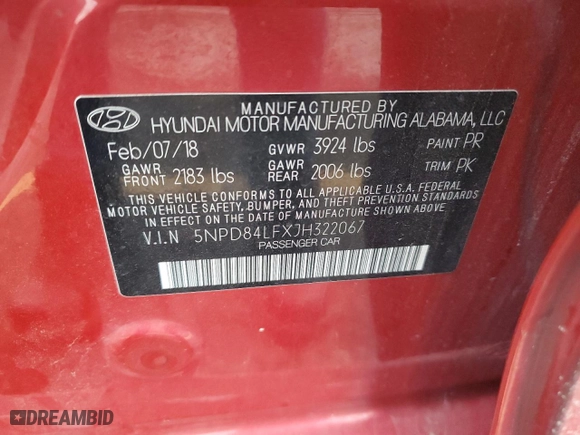 MANUFACTURED BY
HYUNDAI MOTOR MANUFACTURING ALABAMA, LLC
Feb/07/18 GVWR 3924 lbs PAINT PR
GAWR FRONT 2183 lbs GAWR REAR 2006 lbs TRIM PK
THIS VEHICLE CONFORMS TO ALL APPLICABLE U.S.A. FEDERAL
MOTOR VEHICLE SAFETY, BUMPER, AND THEFT PREVENTION
STANDARDS IN EFFECT ON THE DATE OF MANUFACTURE SHOWN ABOVE
V.I.N 5NPD84LFXJH322067
PASSENGER CAR
DREAMBID